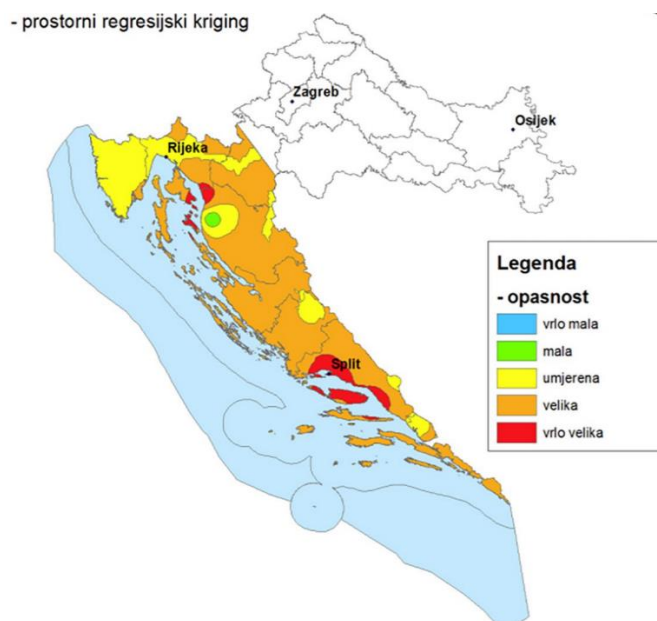 - prostorni regresijski kriging
Zagreb
Osijek
Rijeka
Legenda
- opasnost
vrlo mala
mala
umjerena
velika
vrlo velika
Split